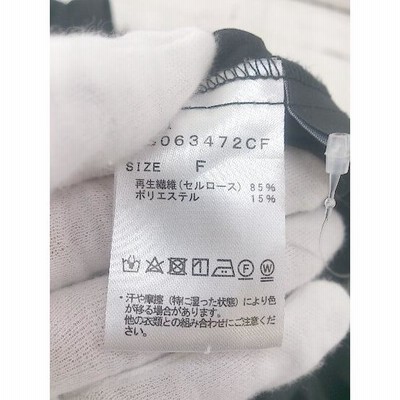 063472CF
SIZE F
再生繊維(セルロース) 85%
ポリエステル 15%
・汗や摩擦(特に湿った状態)により色
が移る場合があります。
他の衣類との組み合わせにご注意くだ
さい。